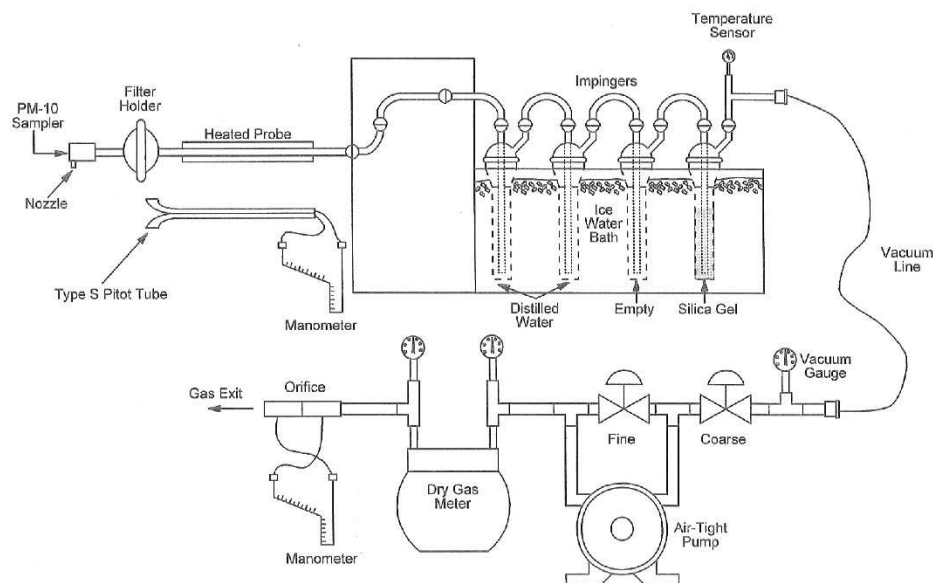 Temperature
Sensor
Impingers
Filter
Holder
PM-10
Sampler
Heated Probe
Nozzle
Ice
Water
Bath
Vacuum
Line
Type S Pitot Tube
Distilled
Water
Empty
Silica Gel
Manometer
Vacuum
Gauge
Orifice
Gas Exit
Fine
Coarse
Dry Gas
Meter
Air-Tight
Pump
Manometer